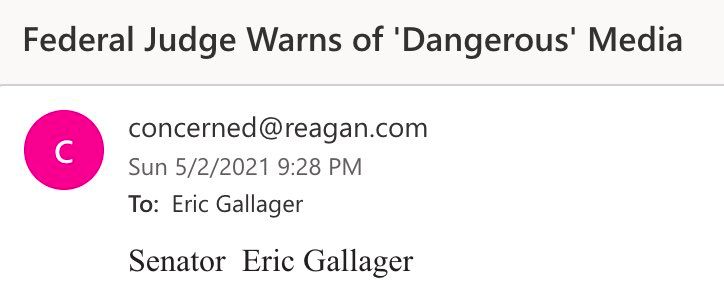 Federal Judge Warns of 'Dangerous' Media
C
concerned@reagan.com
Sun 5/2/2021 9:28 PM
To: Eric Gallager
Senator  Eric Gallager